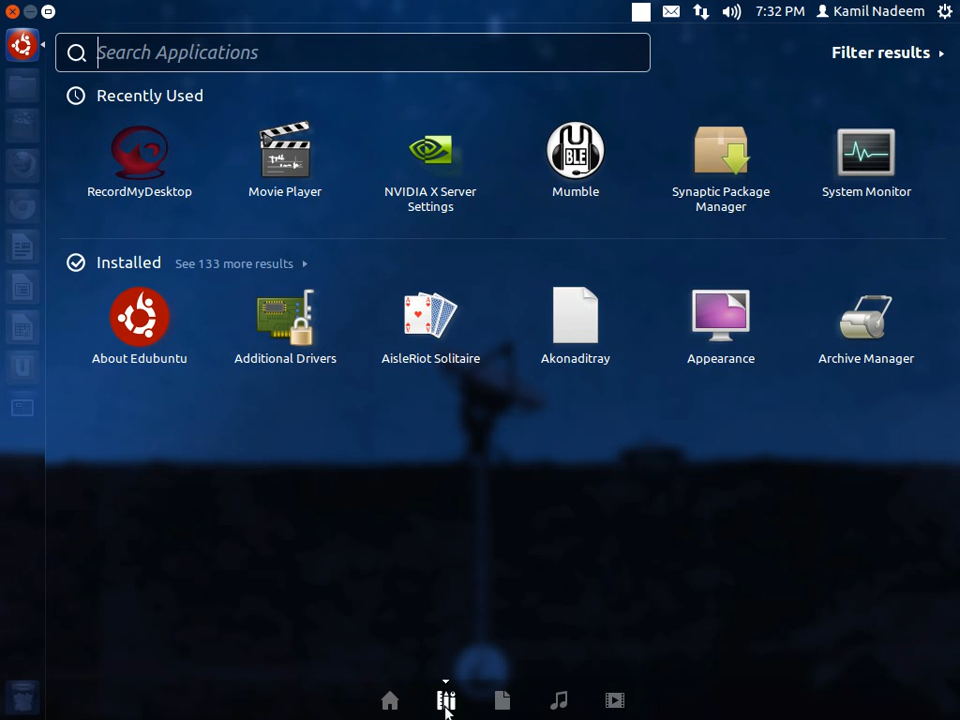 7:32 PM Kamil Nadeem
Search Applications
Filter results
Recently Used
RecordMyDesktop
Movie Player
NVIDIA X Server
Settings
BLE
Mumble
Synaptic Package
Manager
System Monitor
Installed See 133 more results
About Edubuntu
Additional Drivers
AisleRiot Solitaire
Akonaditray
Appearance
Archive Manager